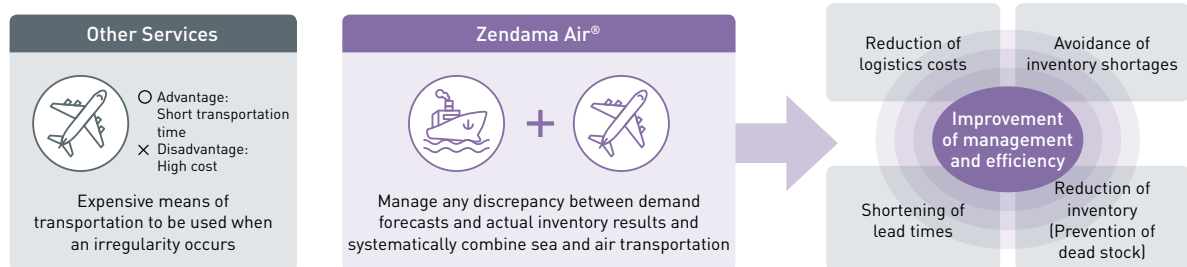 Other Services
○ Advantage:
Short transportation
time
× Disadvantage:
High cost
Expensive means of
transportation to be used when
an irregularity occurs
Zendama Air®
+
Manage any discrepancy between demand
forecasts and actual inventory results and
systematically combine sea and air transportation
Reduction of
logistics costs
Avoidance of
inventory shortages
Improvement
of management
and efficiency
Shortening of
lead times
Reduction of
inventory
(Prevention of
dead stock)